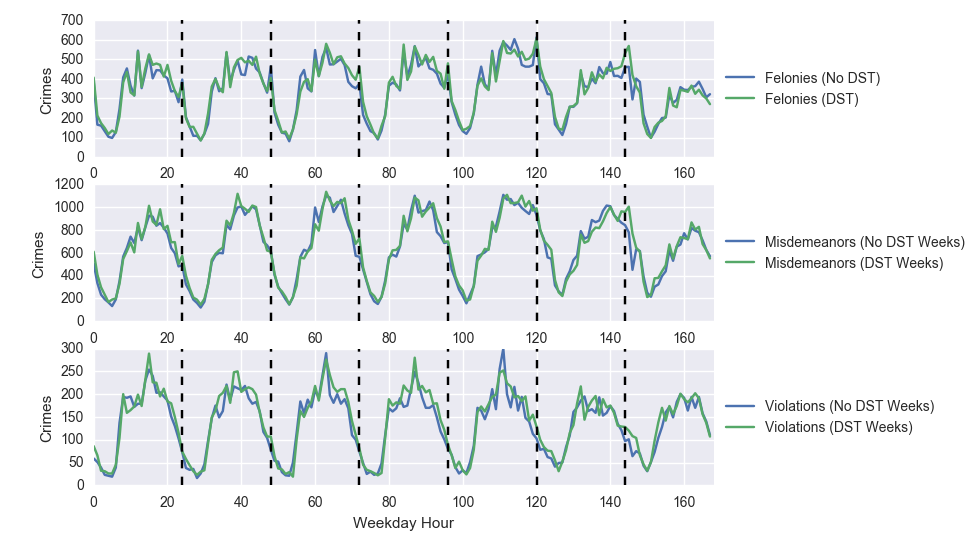 700
600
500
400
300
200
100
0
Crimes
0 20 40 60 80 100 120 140 160
Felonies (No DST)
Felonies (DST)
1200
1000
800
600
400
200
0
Crimes
0 20 40 60 80 100 120 140 160
Misdemeanors (No DST Weeks)
Misdemeanors (DST Weeks)
300
250
200
150
100
50
0
Crimes
0 20 40 60 80 100 120 140 160
Weekday Hour
Violations (No DST Weeks)
Violations (DST Weeks)